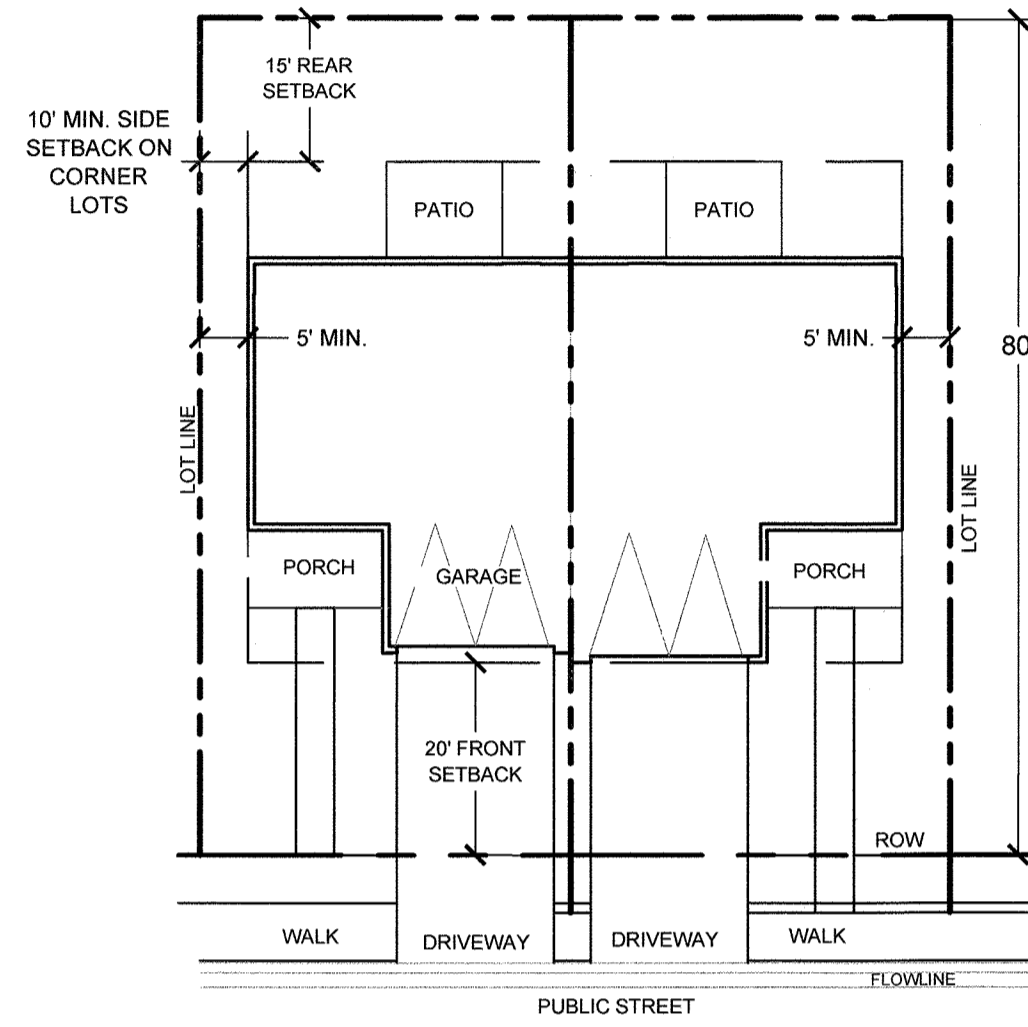 15' REAR
SETBACK
10' MIN. SIDE
SETBACK ON
CORNER
LOTS
PATIO
PATIO
5' MIN.
5' MIN.
80
LOT LINE
LOT LINE
PORCH
GARAGE
PORCH
20' FRONT
SETBACK
ROW
WALK
DRIVEWAY
DRIVEWAY
WALK
FLOWLINE
PUBLIC STREET